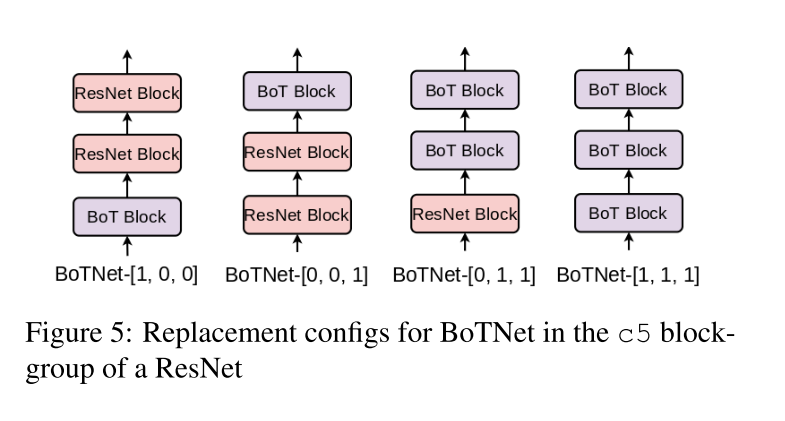 ResNet Block BoT Block BoT Block BoT Block
ResNet Block ResNet Block BoT Block BoT Block
BoT Block ResNet Block ResNet Block BoT Block
BoTNet-[1, 0, 0] BoTNet-[0, 0, 1] BoTNet-[0, 1, 1] BoTNet-[1, 1, 1]
Figure 5: Replacement configs for BoTNet in the c5 block-
group of a ResNet